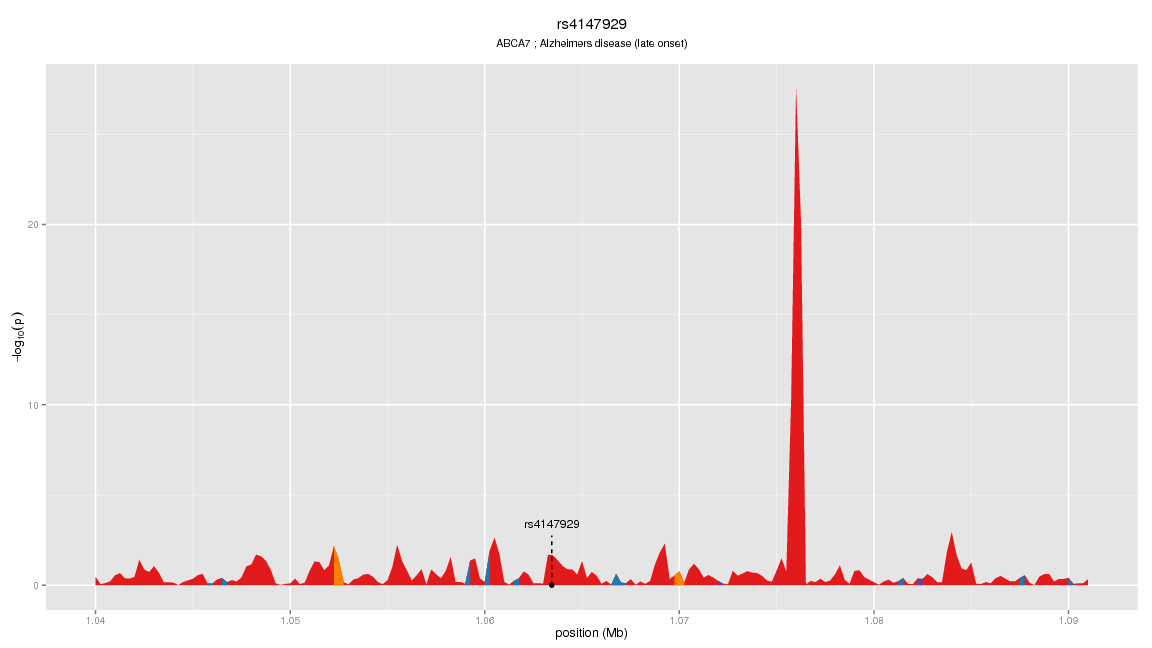 rs4147929
ABCA7 ; Alzheimers disease (late onset)
−log₁₀(p)
20
10
0
rs4147929
1.04 1.05 1.06 1.07 1.08 1.09
position (Mb)